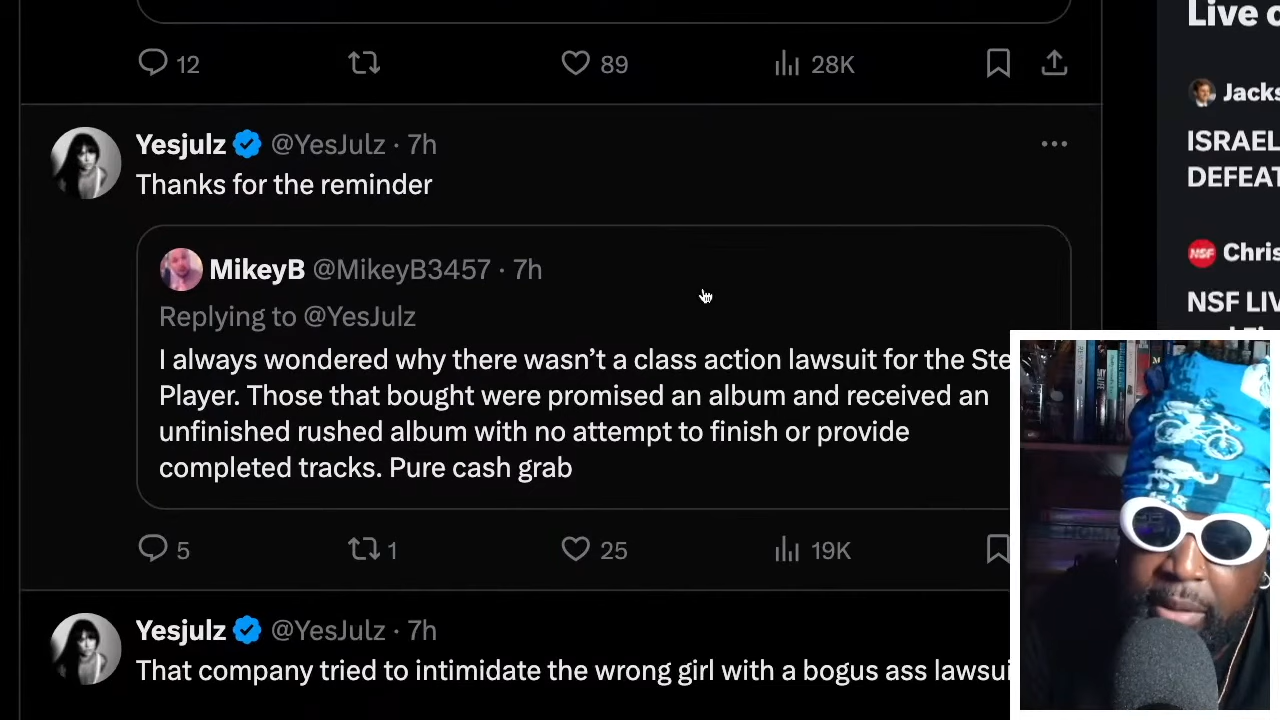 Live o
12 89 28K
Jacks
Yesjulz @YesJulz · 7h
Thanks for the reminder
ISRAEL
DEFEAT
MikeyB @MikeyB3457 · 7h
NSF Chris
Replying to @YesJulz
NSF LIV
I always wondered why there wasn’t a class action lawsuit for the Ste
Player. Those that bought were promised an album and received an
unfinished rushed album with no attempt to finish or provide
completed tracks. Pure cash grab
5 1 25 19K
Yesjulz @YesJulz · 7h
That company tried to intimidate the wrong girl with a bogus ass lawsui